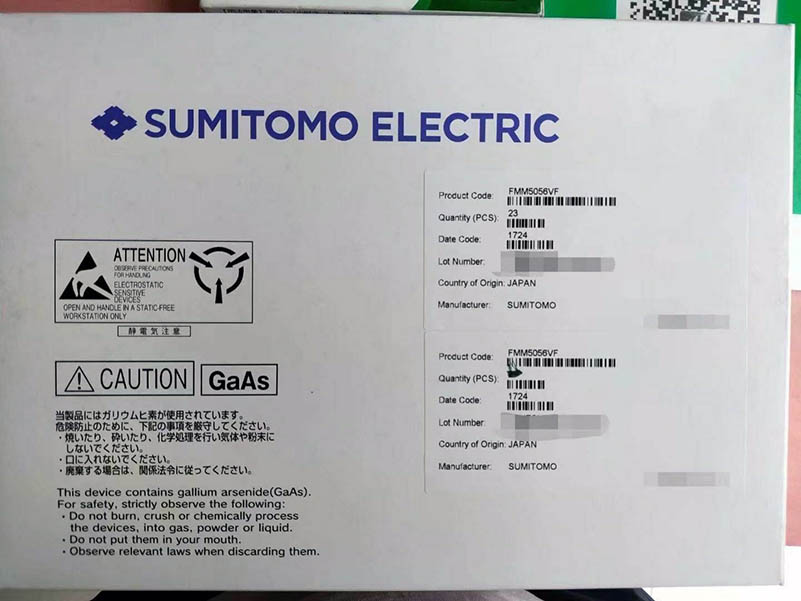 SUMITOMO ELECTRIC
ATTENTION
OBSERVE PRECAUTIONS
FOR HANDLING
ELECTROSTATIC
SENSITIVE
DEVICES
OPEN AND HANDLE IN A STATIC-FREE
WORKSTATION ONLY
静電気注意
CAUTION
GaAs
当製品にはガリウムヒ素が使用されています。
危険防止のために、下記の事項を厳守してください。
・焼いたり、砕いたり、化学処理を行い気体や粉末に
しないでください。
・口に入れないでください。
・廃棄する場合は、関係法令に従ってください。
This device contains gallium arsenide(GaAs).
For safety, strictly observe the following:
・Do not burn, crush or chemically process
the devices, into gas, powder or liquid.
・Do not put them in your mouth.
・Observe relevant laws when discarding them.
Product Code: FMM5056VF
Quantity (PCS): 23
Date Code: 1724
Lot Number:
Country of Origin: JAPAN
Manufacturer: SUMITOMO
Product Code: FMM5056VF
Quantity (PCS):
Date Code: 1724
Lot Number:
Country of Origin: JAPAN
Manufacturer: SUMITOMO